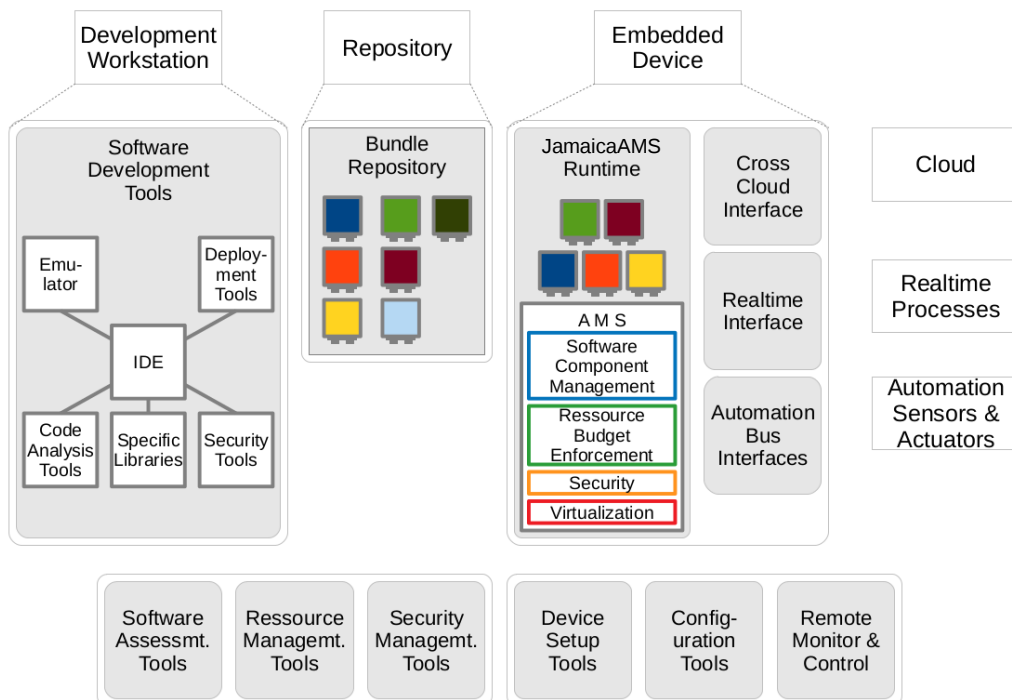 Development
Workstation
Repository
Embedded
Device
Software
Development
Tools
Emu-
lator
Deploy-
ment
Tools
IDE
Code
Analysis
Tools
Specific
Libraries
Security
Tools
Bundle
Repository
JamaicaAMS
Runtime
A M S
Software
Component
Management
Ressource
Budget
Enforcement
Security
Virtualization
Cross
Cloud
Interface
Realtime
Interface
Automation
Bus
Interfaces
Cloud
Realtime
Processes
Automation
Sensors &
Actuators
Software
Assessmt.
Tools
Ressource
Managemt.
Tools
Security
Managemt.
Tools
Device
Setup
Tools
Config-
uration
Tools
Remote
Monitor &
Control